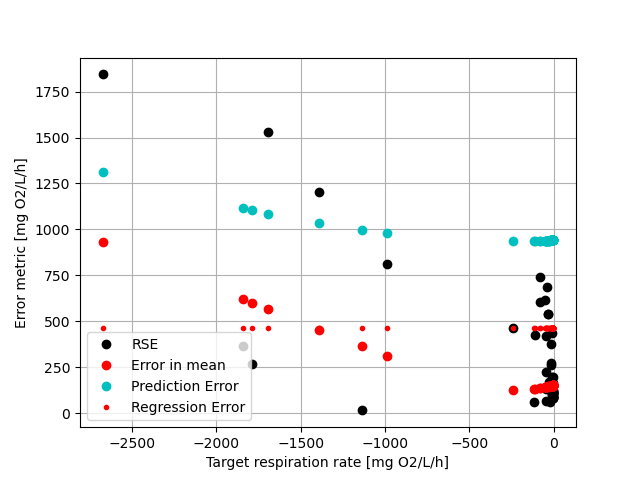 1750
1500
1250
1000
750
500
250
0
Error metric [mg O2/L/h]
RSE
Error in mean
Prediction Error
Regression Error
−2500 −2000 −1500 −1000 −500 0
Target respiration rate [mg O2/L/h]